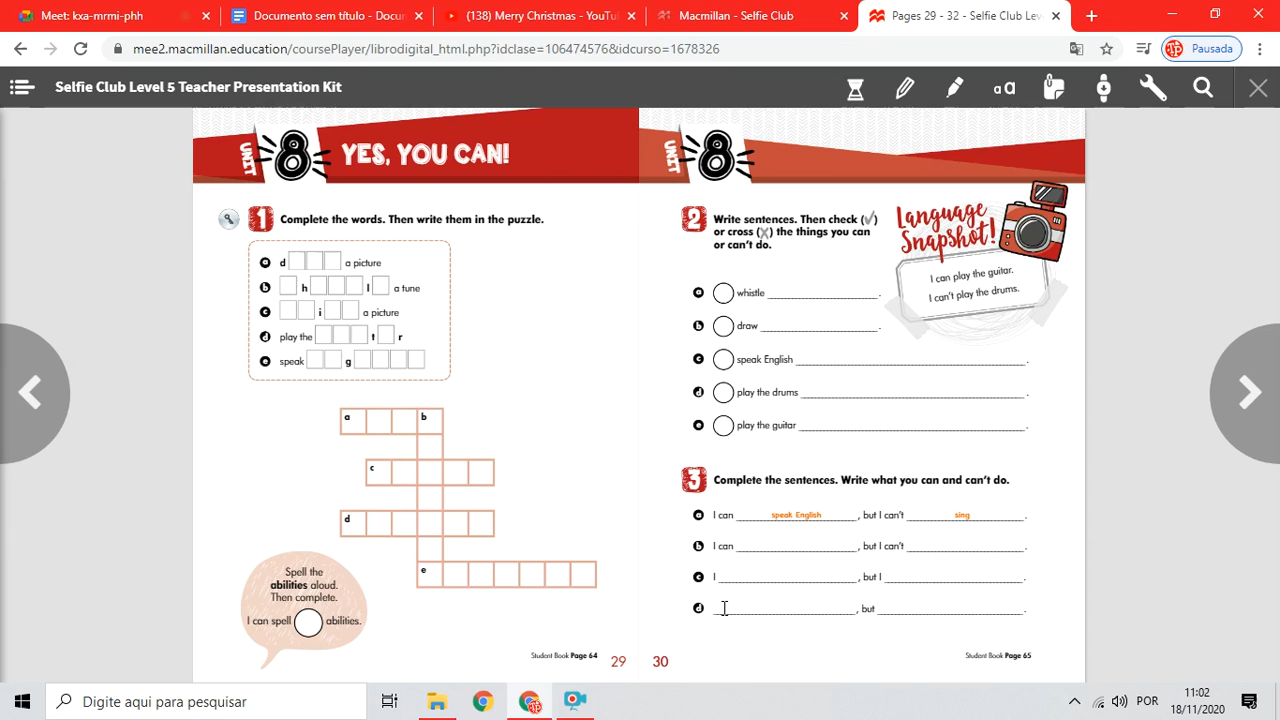 Meet: kxa-mrmi-phh
Documento sem título - Docu
(138) Merry Christmas - YouTu
Macmillan - Selfie Club
Pages 29 - 32 - Selfie Club Lev
mee2.macmillan.education/coursePlayer/librodigital_html.php?idclase=106474576&idcurso=1678326
Pausada
Selfie Club Level 5 Teacher Presentation Kit
aa
UNIT 8 YES, YOU CAN!
1 Complete the words. Then write them in the puzzle.
a d a picture
b h l a tune
c i a picture
d play the t r
e speak g
a b
c
d
e
Spell the
abilities aloud.
Then complete.
I can spell abilities.
Student Book Page 64 29
UNIT 8
2 Write sentences. Then check (✓)
or cross (X) the things you can
or can't do.
Language
Snapshot!
I can play the guitar.
I can't play the drums.
a whistle .
b draw .
c speak English .
d play the drums .
e play the guitar .
3 Complete the sentences. Write what you can and can't do.
a I can speak English , but I can't sing .
b I can , but I can't .
c I , but I .
d , but .
30 Student Book Page 65
Digite aqui para pesquisar
POR
11:02
18/11/2020